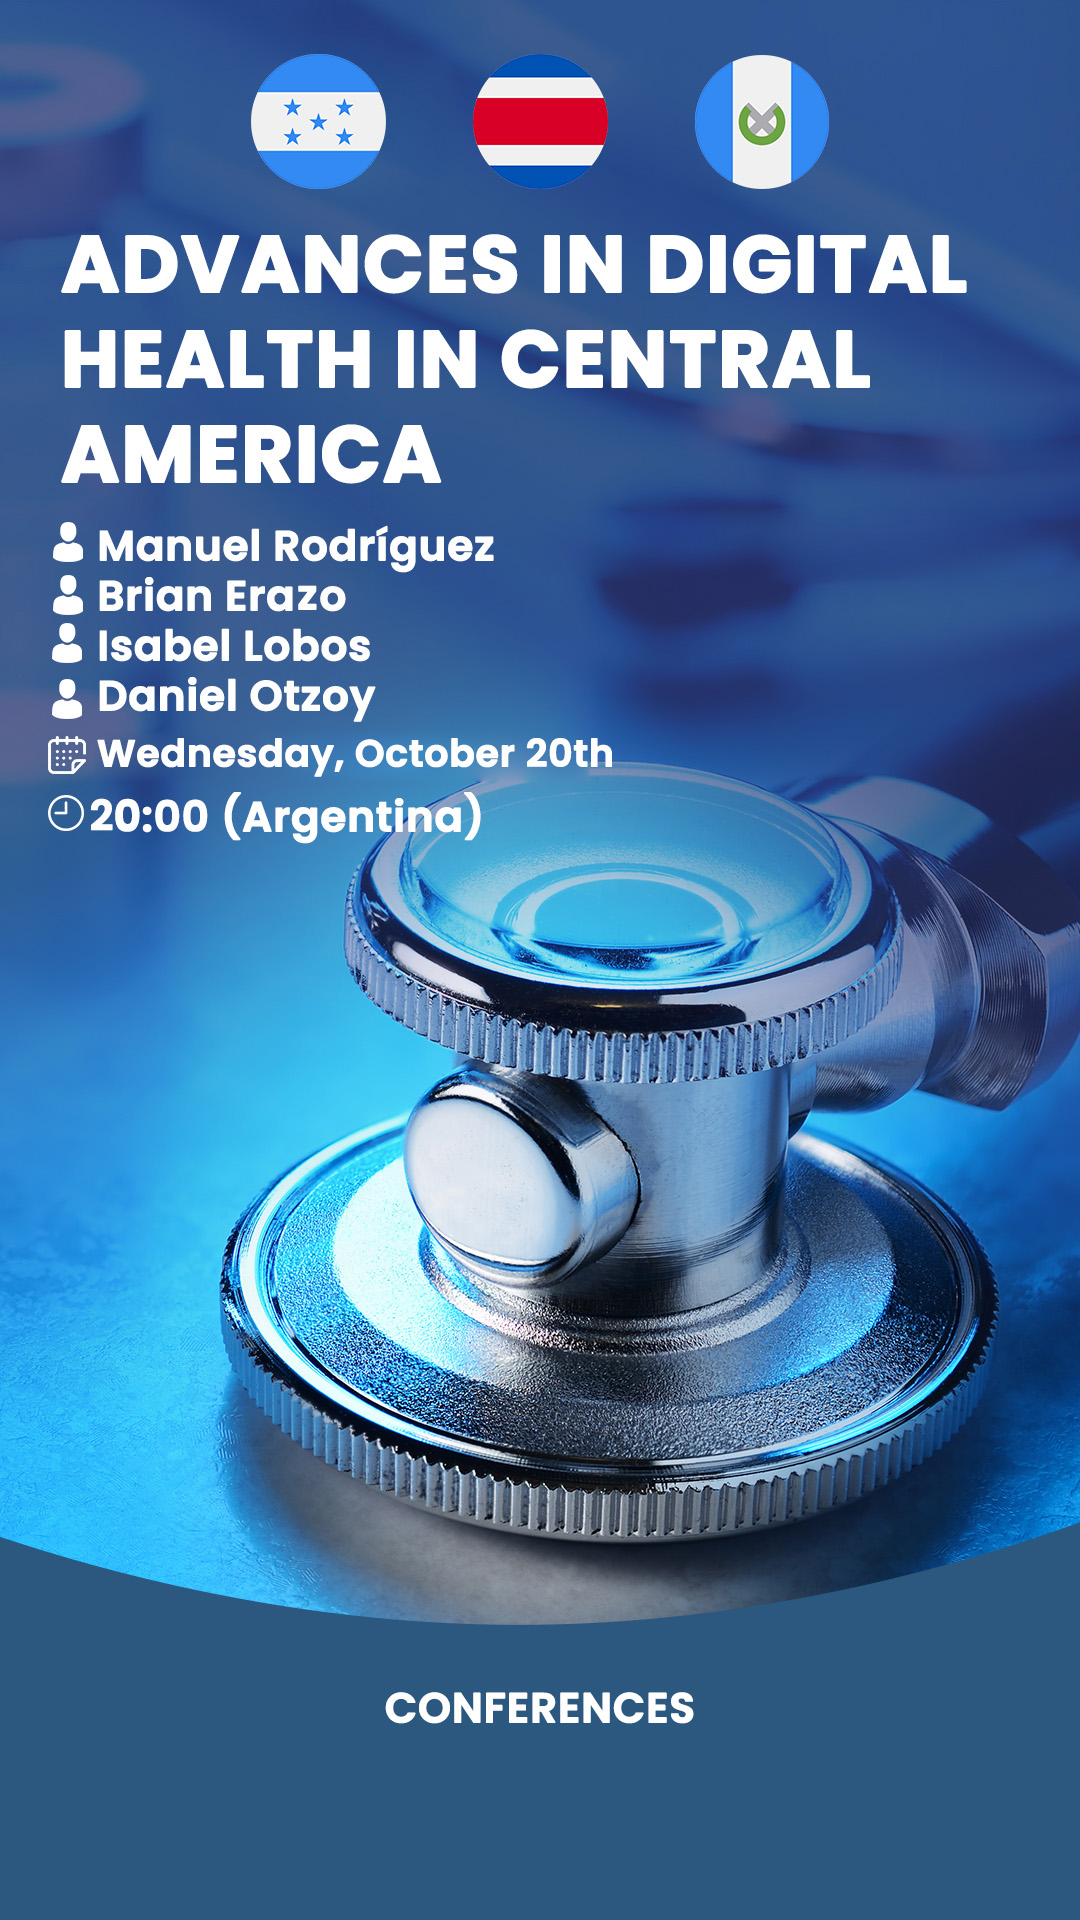 ADVANCES IN DIGITAL
HEALTH IN CENTRAL
AMERICA
Manuel Rodríguez
Brian Erazo
Isabel Lobos
Daniel Otzoy
Wednesday, October 20th
20:00 (Argentina)
CONFERENCES